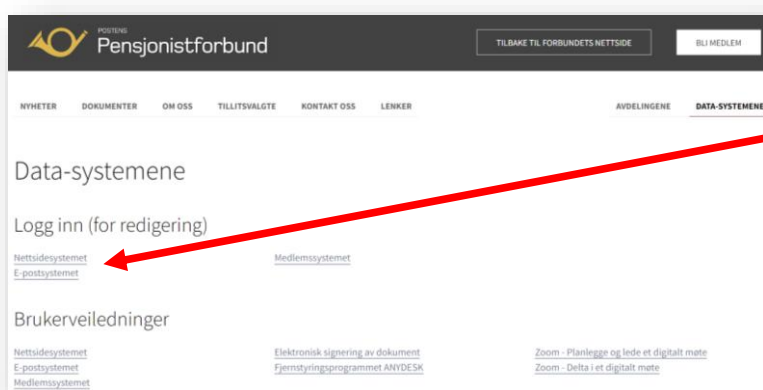 POSTENS
Pensjonistforbund
TILBAKE TIL FORBUNDETS NETTSIDE
BLI MEDLEM
NYHETER DOKUMENTER OM OSS TILLITSVALGTE KONTAKT OSS LENKER AVDELINGENE DATA-SYSTEMENE
Data-systemene
Logg inn (for redigering)
Nettsidesystemet Medlemssystemet
E-postsystemet
Brukerveiledninger
Nettsidesystemet Elektronisk signering av dokument Zoom - Planlegge og lede et digitalt møte
E-postsystemet Fjernstyringsprogrammet ANYDESK Zoom - Delta i et digitalt møte
Medlemssystemet